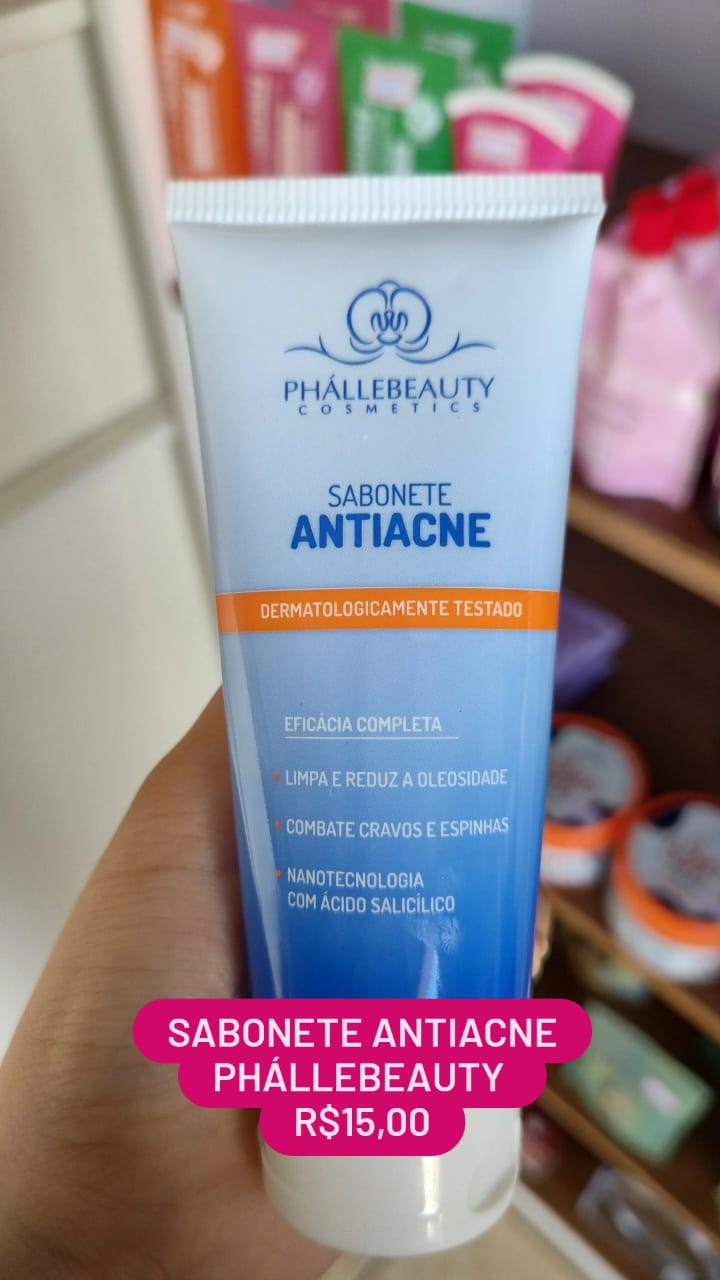 PHÁLLEBEAUTY
COSMETICS
SABONETE
ANTIACNE
DERMATOLOGICAMENTE TESTADO
EFICÁCIA COMPLETA
• LIMPA E REDUZ A OLEOSIDADE
• COMBATE CRAVOS E ESPINHAS
• NANOTECNOLOGIA
COM ÁCIDO SALICÍLICO
SABONETE ANTIACNE
PHÁLLEBEAUTY
R$15,00